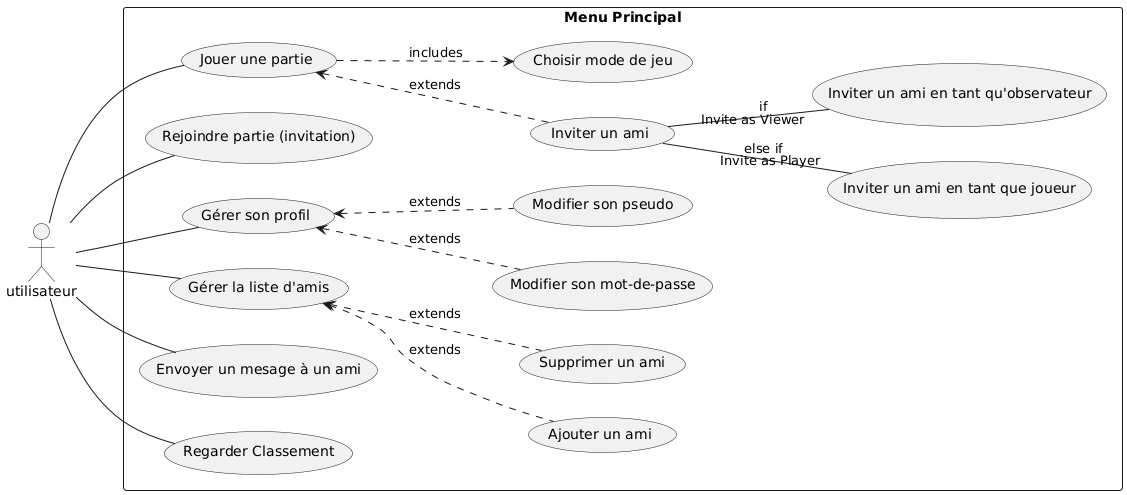 Menu Principal
Jouer une partie
includes
Choisir mode de jeu
extends
Inviter un ami en tant qu'observateur
if
Invite as Viewer
Inviter un ami
Rejoindre partie (invitation)
else if
Invite as Player
Inviter un ami en tant que joueur
Gérer son profil
extends
Modifier son pseudo
extends
Modifier son mot-de-passe
utilisateur
Gérer la liste d'amis
extends
Supprimer un ami
extends
Envoyer un mesage à un ami
Ajouter un ami
Regarder Classement